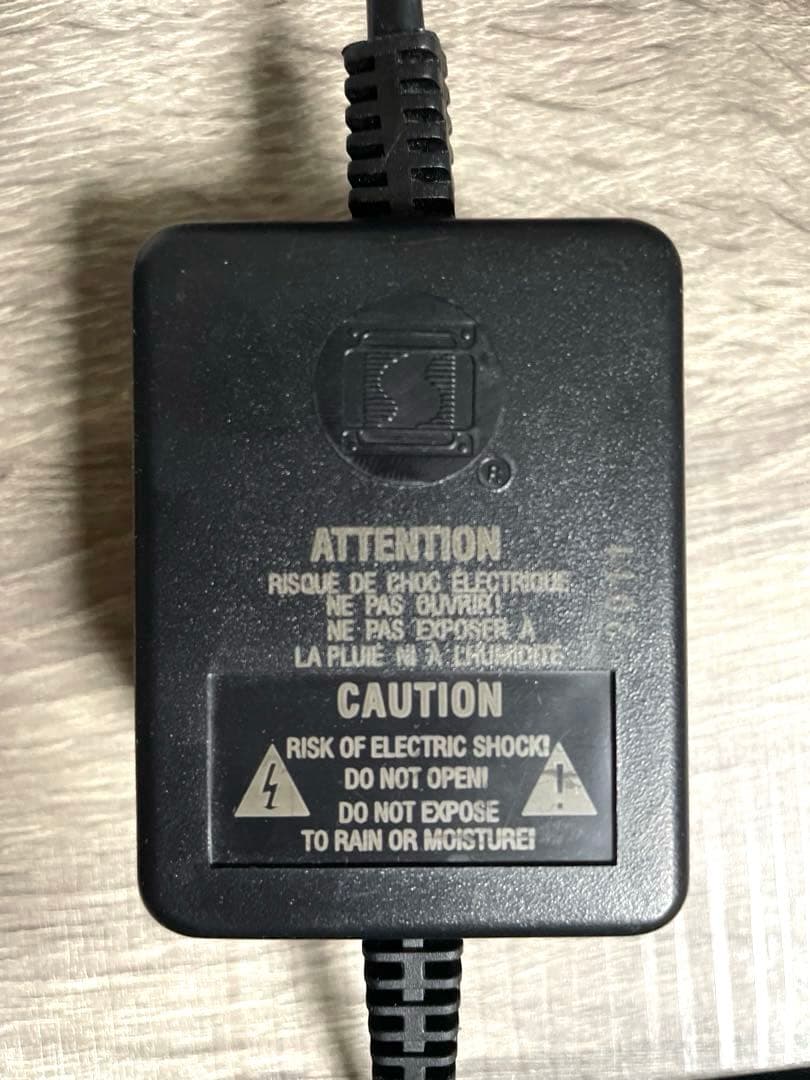 ®
ATTENTION
RISQUE DE CHOC ÉLECTRIQUE
NE PAS OUVRIR!
NE PAS EXPOSER À
LA PLUIE NI À L'HUMIDITÉ
CAUTION
RISK OF ELECTRIC SHOCK!
DO NOT OPEN!
DO NOT EXPOSE
TO RAIN OR MOISTURE!